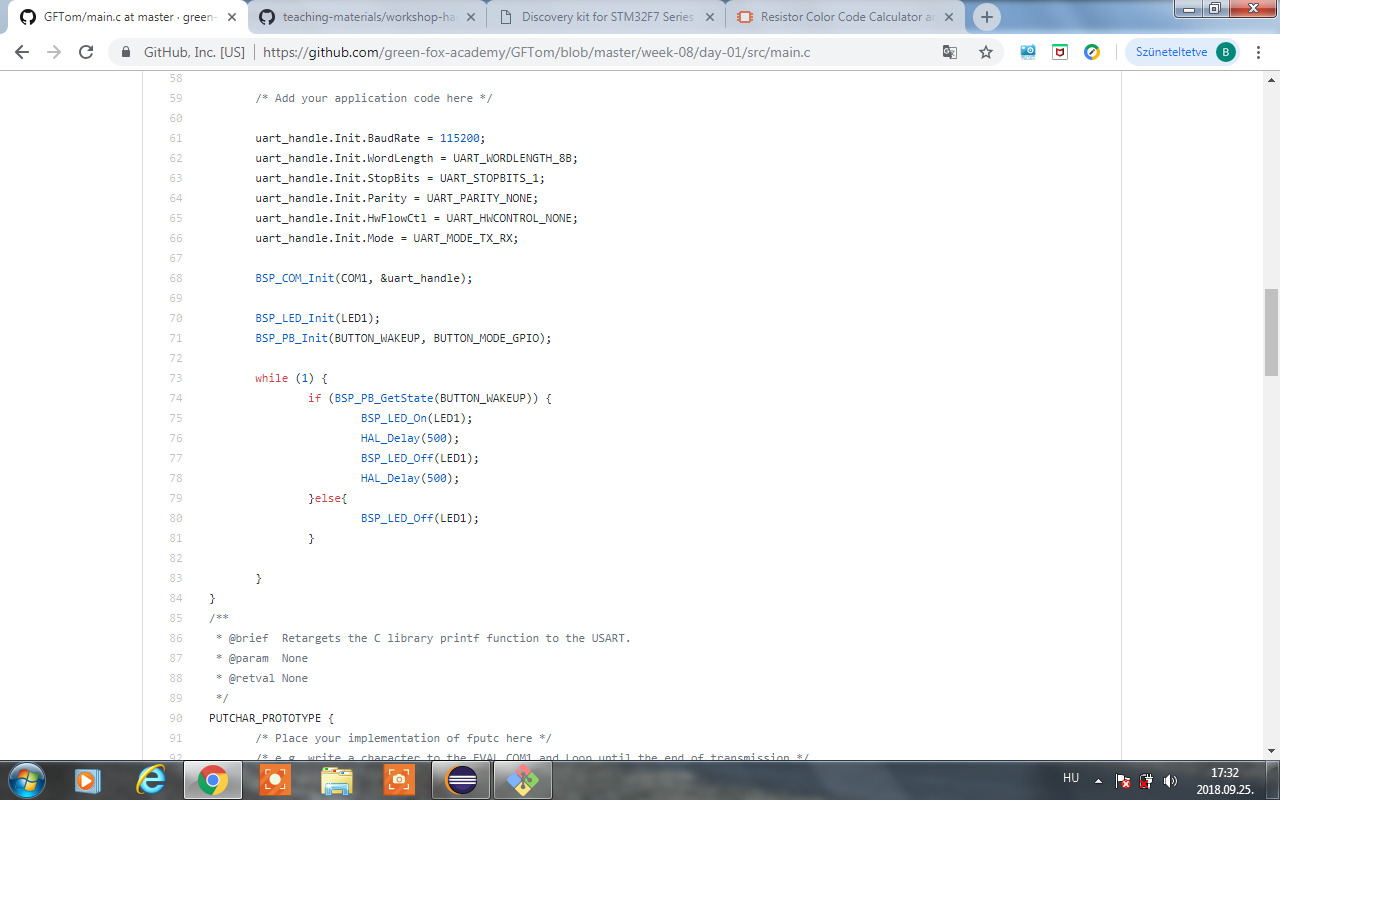 GFTom/main.c at master · green-
teaching-materials/workshop-ha
Discovery kit for STM32F7 Series
Resistor Color Code Calculator a
GitHub, Inc. [US] | https://github.com/green-fox-academy/GFTom/blob/master/week-08/day-01/src/main.c
Szüneteltetve B
58
59 /* Add your application code here */
60
61 uart_handle.Init.BaudRate = 115200;
62 uart_handle.Init.WordLength = UART_WORDLENGTH_8B;
63 uart_handle.Init.StopBits = UART_STOPBITS_1;
64 uart_handle.Init.Parity = UART_PARITY_NONE;
65 uart_handle.Init.HwFlowCtl = UART_HWCONTROL_NONE;
66 uart_handle.Init.Mode = UART_MODE_TX_RX;
67
68 BSP_COM_Init(COM1, &uart_handle);
69
70 BSP_LED_Init(LED1);
71 BSP_PB_Init(BUTTON_WAKEUP, BUTTON_MODE_GPIO);
72
73 while (1) {
74 if (BSP_PB_GetState(BUTTON_WAKEUP)) {
75 BSP_LED_On(LED1);
76 HAL_Delay(500);
77 BSP_LED_Off(LED1);
78 HAL_Delay(500);
79 }else{
80 BSP_LED_Off(LED1);
81 }
82
83 }
84 }
85 /**
86 * @brief  Retargets the C library printf function to the USART.
87 * @param  None
88 * @retval None
89 */
90 PUTCHAR_PROTOTYPE {
91 /* Place your implementation of fputc here */
92 /* e.g. write a character to the EVAL_COM1 and Loop until the end of transmission */
HU
17:32
2018.09.25.